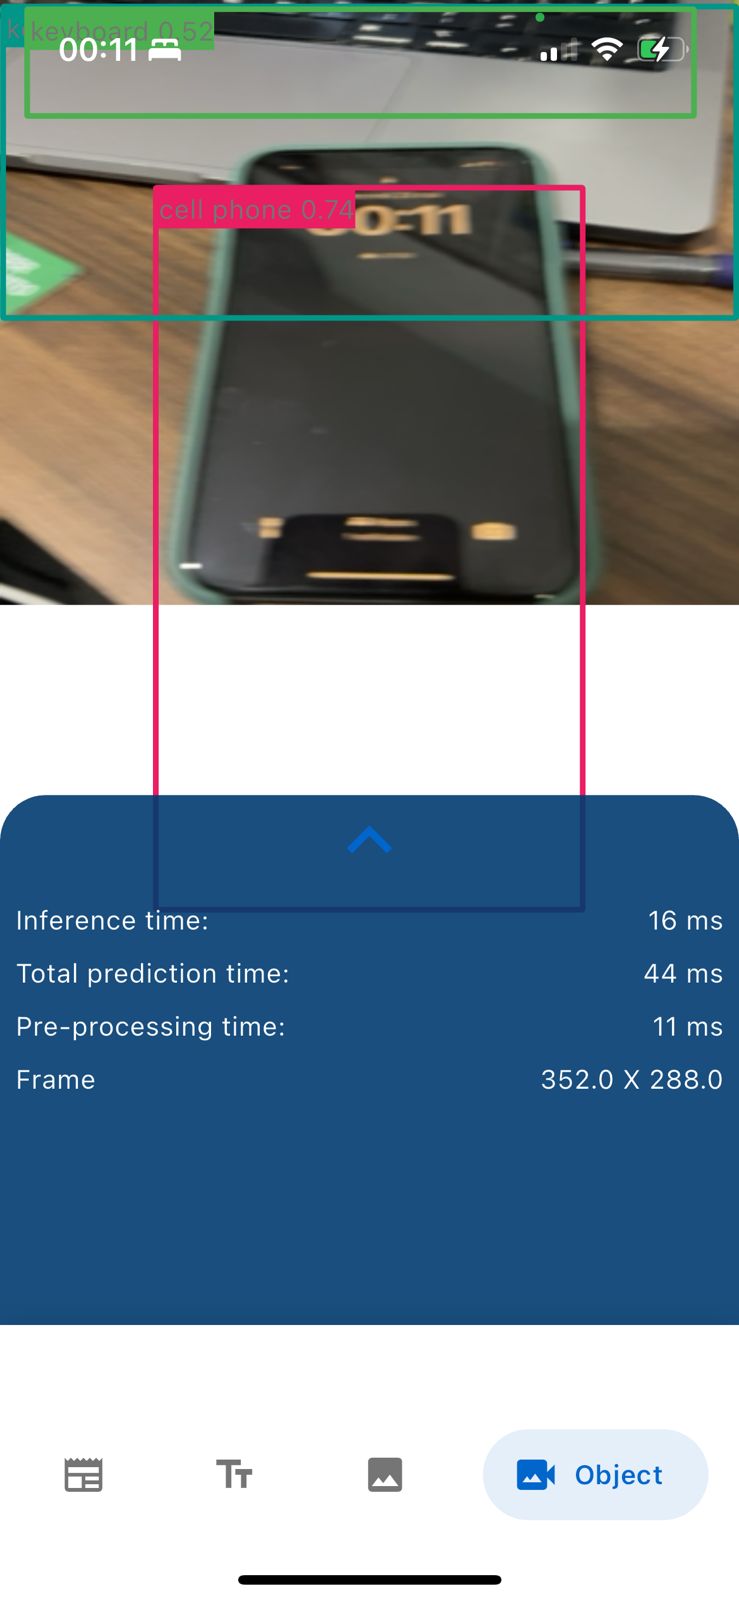 keyboard 0.52
00:11
cell phone 0.74
00:11
Inference time: 16 ms
Total prediction time: 44 ms
Pre-processing time: 11 ms
Frame 352.0 X 288.0
Object